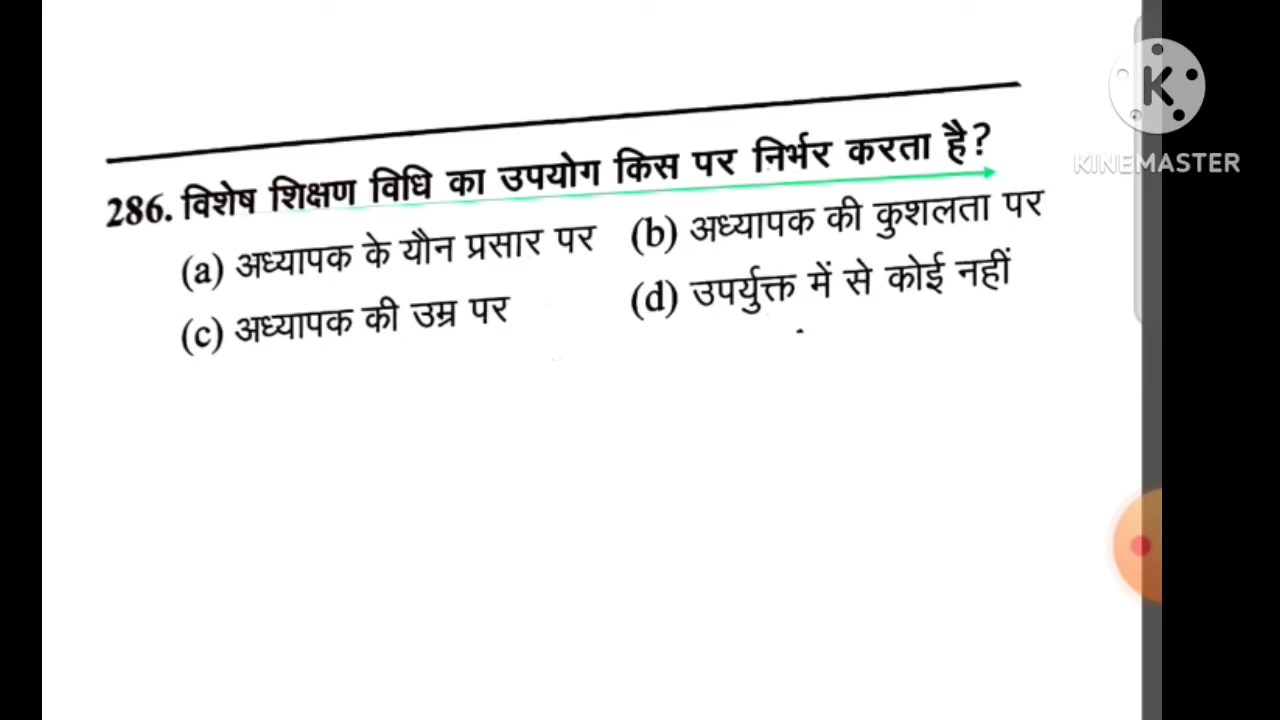 286. विशेष शिक्षण विधि का उपयोग किस पर निर्भर करता है?
(a) अध्यापक के यौन प्रसार पर (b) अध्यापक की कुशलता पर
(c) अध्यापक की उम्र पर (d) उपर्युक्त में से कोई नहीं
K
KINEMASTER